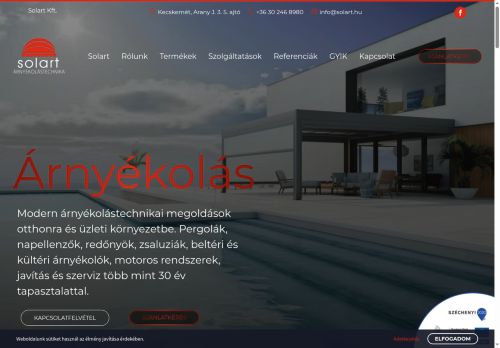 Solart Kft.
Kecskemét, Arany J. 3. 5. ajtó
+36 30 246 8980
info@solart.hu
solart
ÁRNYÉKOLÁSTECHNIKA
Solart
Rólunk
Termékek
Szolgáltatások
Referenciák
GYIK
Kapcsolat
Árnyékolás
Modern árnyékolástechnikai megoldások
otthonra és üzleti környezetbe. Pergolák,
napellenzők, redőnyök, zsaluziák, beltéri és
kültéri árnyékolók, motoros rendszerek,
javítás és szerviz több mint 30 év
tapasztalattal.
KAPCSOLATFELVÉTEL
AJÁNLATKÉRÉS
SZÉCHENYI
Weboldalunk sütiket használ az élmény javítása érdekében.
ELFOGADOM